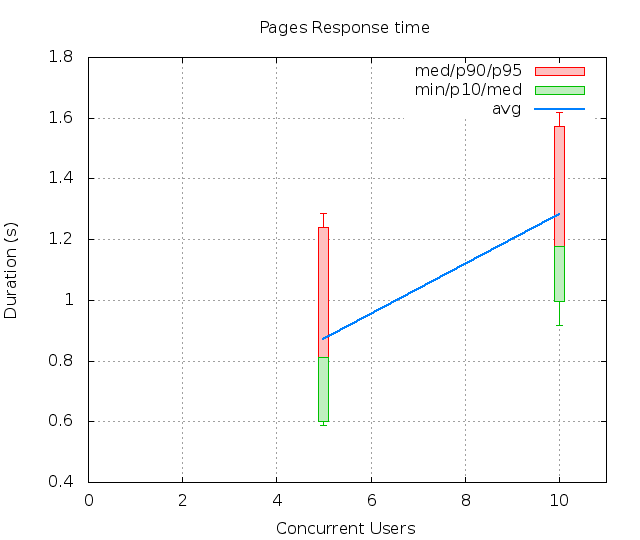 Pages Response time
1.8
1.6
1.4
1.2
1
0.8
0.6
0.4
med/p90/p95
min/p10/med
avg
Duration (s)
0 2 4 6 8 10
Concurrent Users